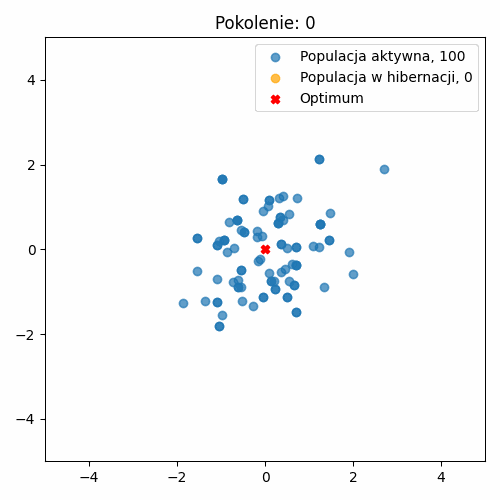 Pokolenie: 0
Populacja aktywna, 100
Populacja w hibernacji, 0
Optimum
4
2
0
−2
−4
−4 −2 0 2 4